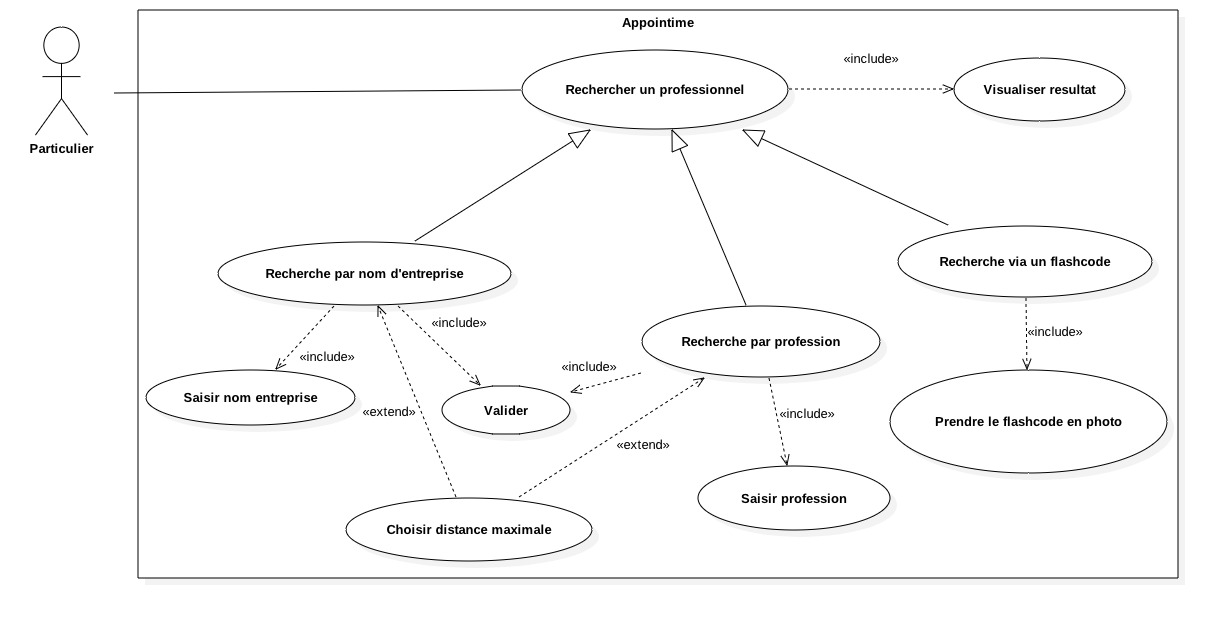 Appointime
Particulier
Rechercher un professionnel
«include»
Visualiser resultat
Recherche par nom d'entreprise
Recherche via un flashcode
«include»
«include»
Recherche par profession
«include»
«include»
Saisir nom entreprise
«extend»
Valider
«include»
Prendre le flashcode en photo
«extend»
Saisir profession
Choisir distance maximale